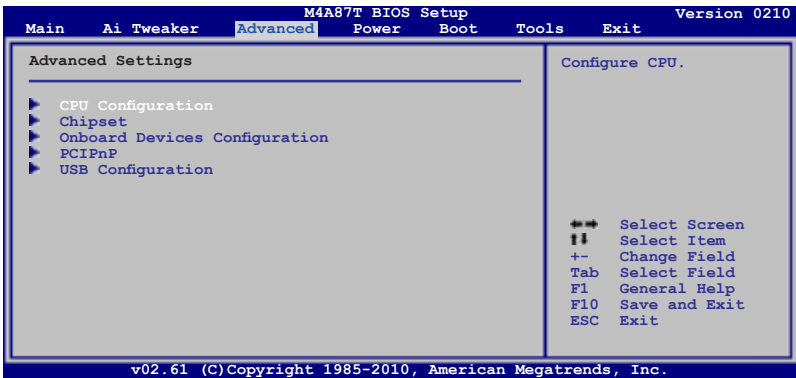 M4A87T BIOS Setup Version 0210
Main Ai Tweaker Advanced Power Boot Tools Exit
Advanced Settings
CPU Configuration
Chipset
Onboard Devices Configuration
PCIPnP
USB Configuration
Configure CPU.
←→ Select Screen
↑↓ Select Item
+- Change Field
Tab Select Field
F1 General Help
F10 Save and Exit
ESC Exit
v02.61 (C)Copyright 1985-2010, American Megatrends, Inc.